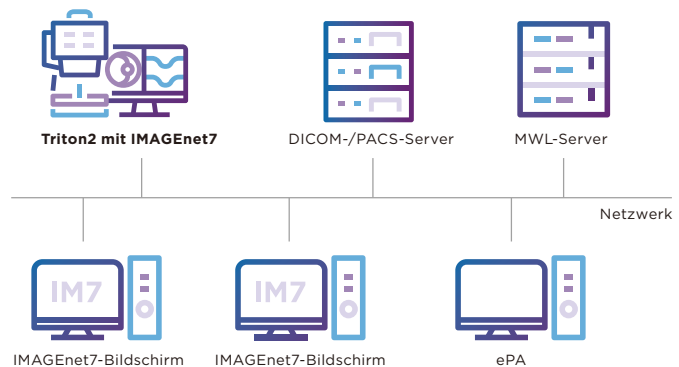 Triton2 mit IMAGEnet7
DICOM-/PACS-Server
MWL-Server
Netzwerk
IM7
IM7
IMAGEnet7-Bildschirm
IMAGEnet7-Bildschirm
ePA